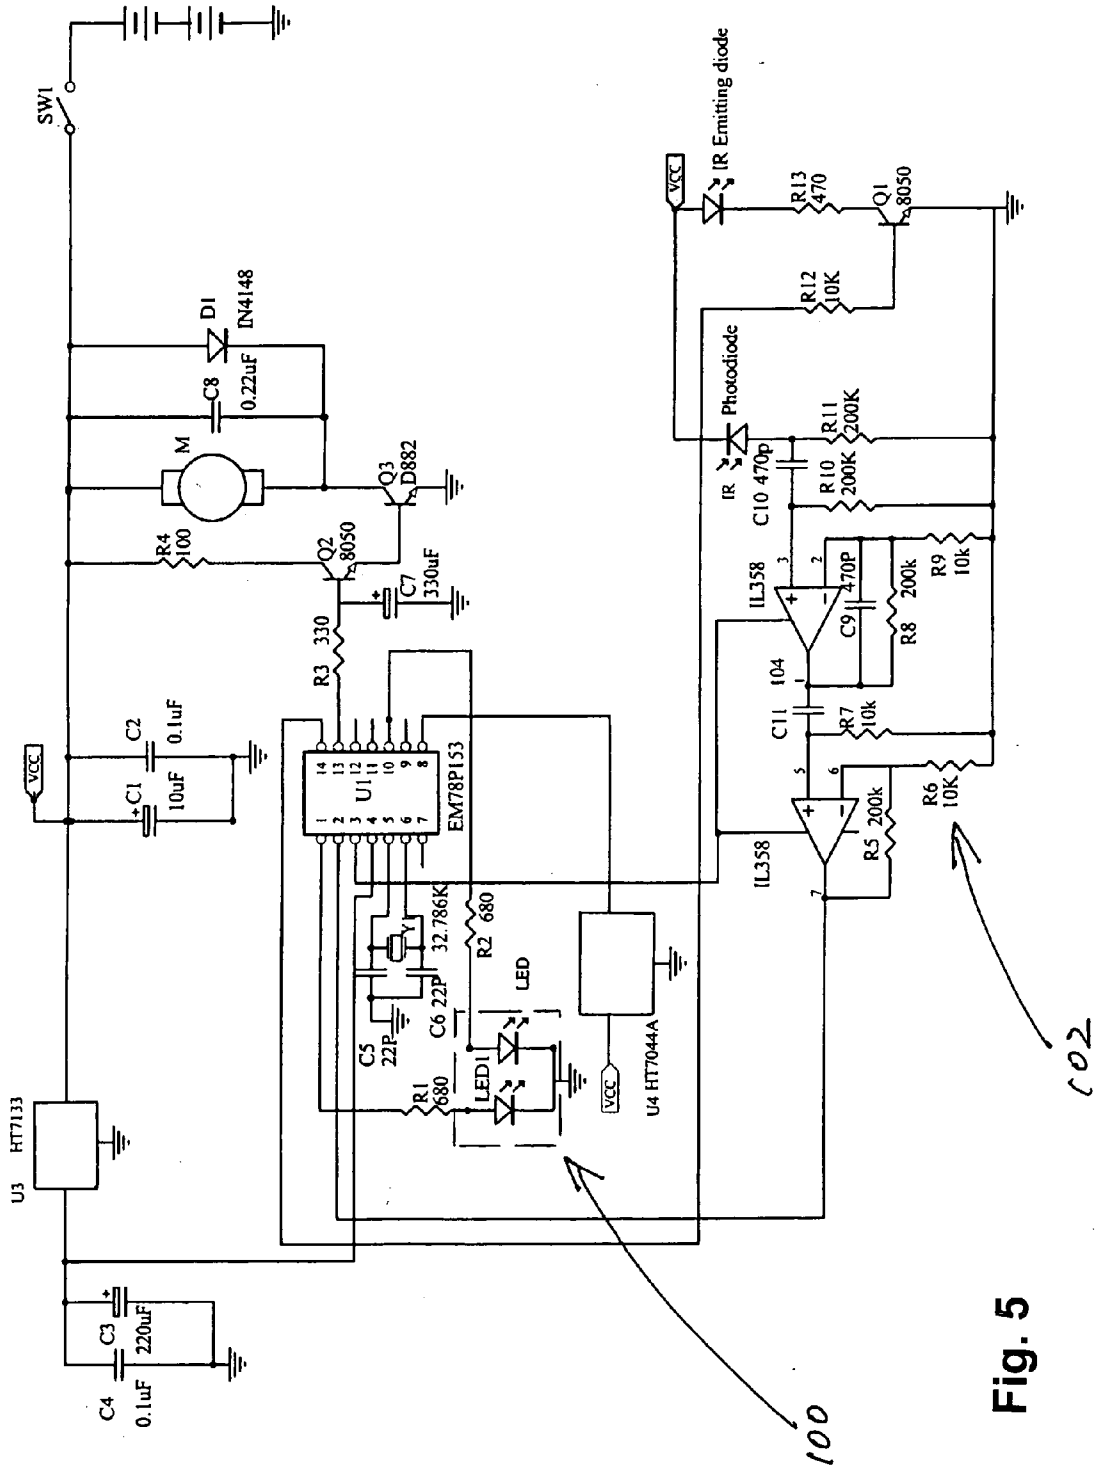 SW1
VCC
U3 HT7133
C4
0.1uF
C3
220uF
+
C1
10uF
+
C2
0.1uF
R4
100
M
C8
0.22uF
D1
IN4148
Q3
D882
Q2
8050
C7
330uF
+
R3 330
14
13
12
11
10
9
8
U1
1
2
3
4
5
6
7
EM78P153
C5
22P
C6 22P
Y
32.786K
R1
680
R2 680
LED1
LED
U4 HT7044A
VCC
VCC
IR Emitting diode
R13
470
Q1
8050
R12
10K
IR Photodiode
C10 470p
R11
200K
R10
200K
IL358
3
2
+
−
1
C9 470P
R8 200k
R9
10k
104
C11
R7
10k
IL358
5
6
+
−
7
R5 200k
R6
10K
100
102
Fig. 5